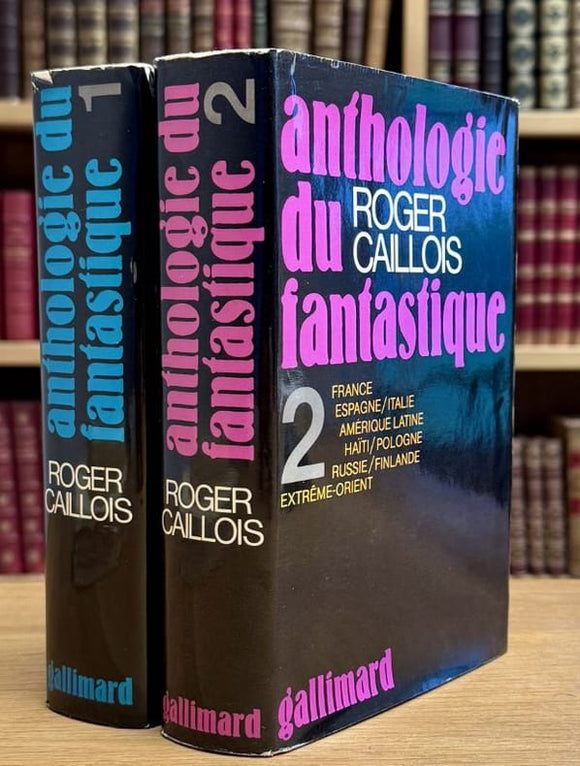 anthologie du
fantastique 1
ROGER
CAILLOIS
gallimard
anthologie du
fantastique 2
ROGER
CAILLOIS
gallimard
anthologie
du
ROGER
CAILLOIS
fantastique
2
FRANCE
ESPAGNE/ITALIE
AMÉRIQUE LATINE
HAÏTI/POLOGNE
RUSSIE/FINLANDE
EXTRÊME-ORIENT
gallimard